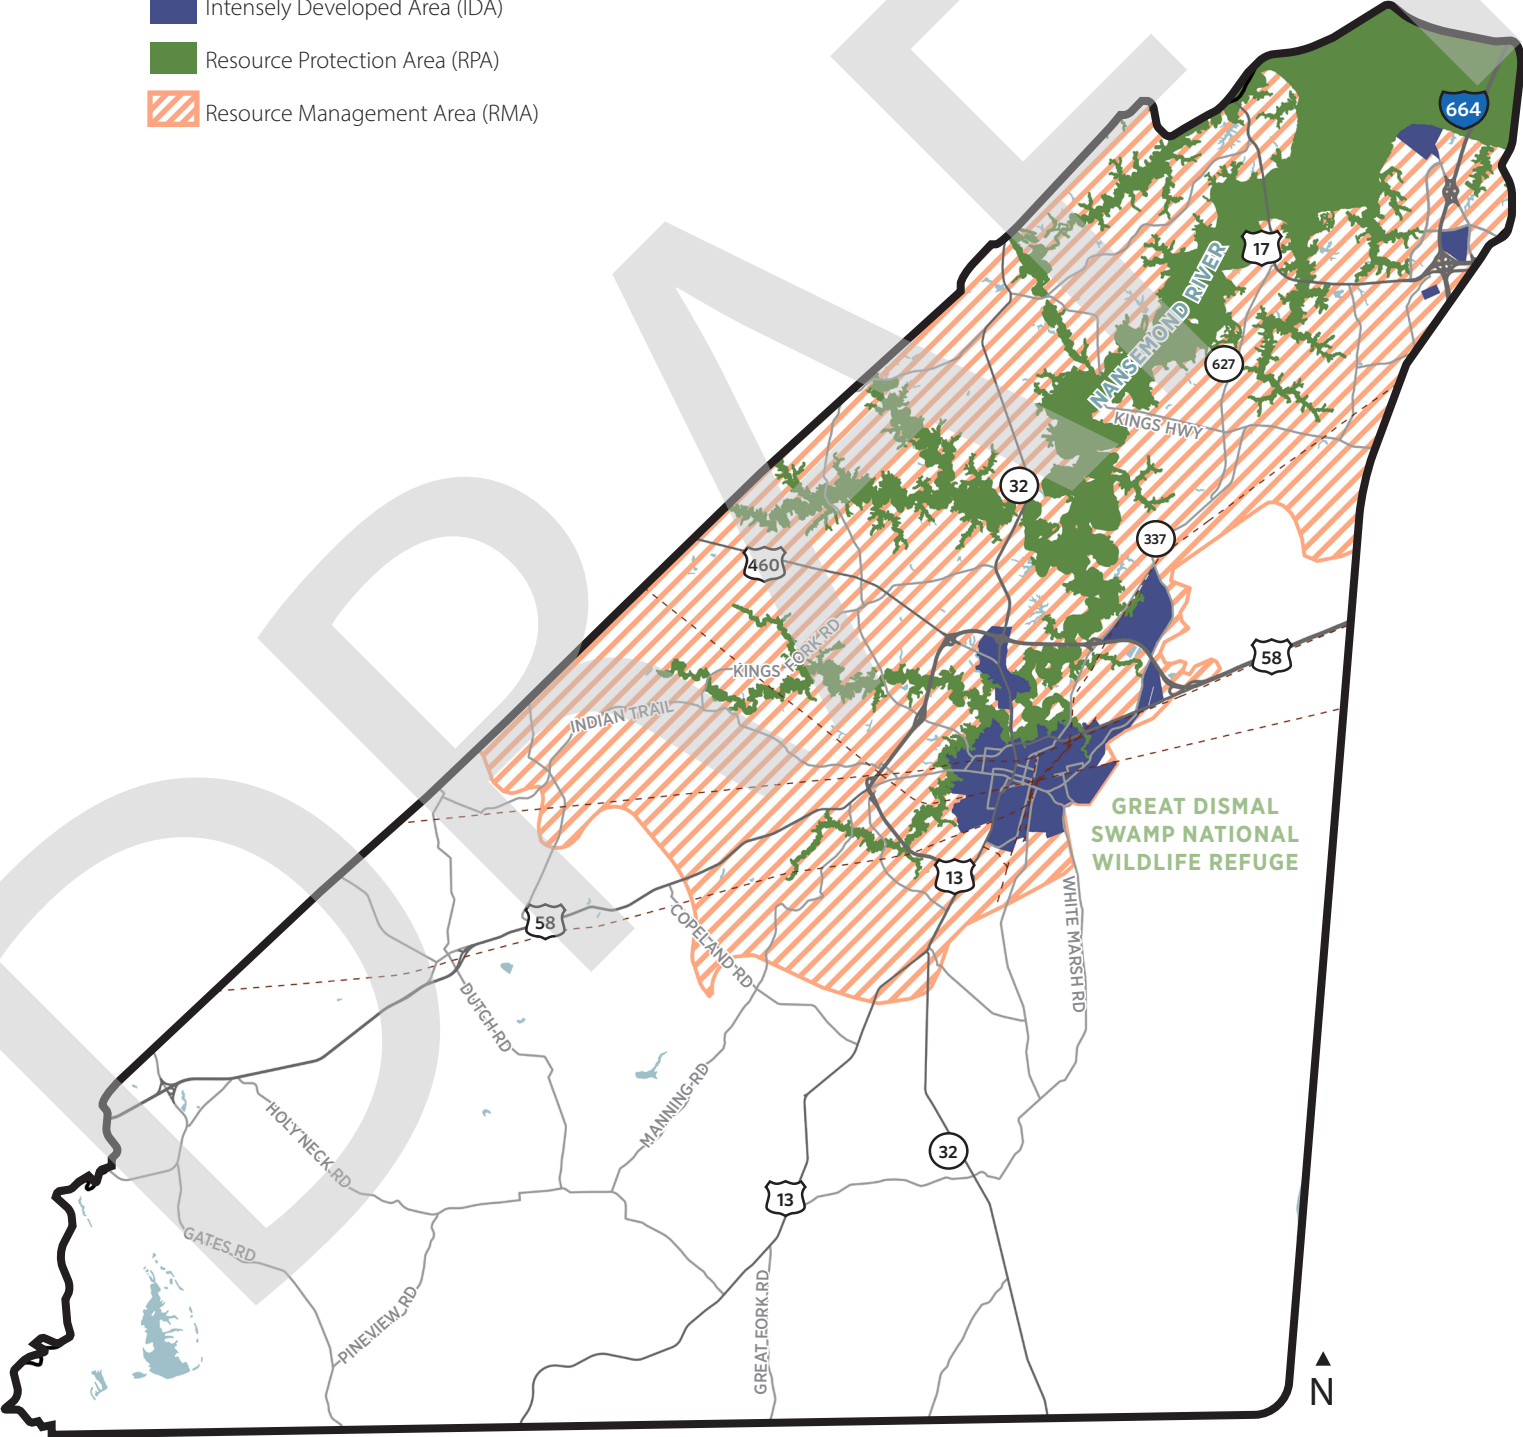 Intensely Developed Area (IDA)
Resource Protection Area (RPA)
Resource Management Area (RMA)
DRAFT
664
17
NANSEMOND RIVER
627
KINGS HWY
32
337
460
58
KINGS FORK RD
INDIAN TRAIL
GREAT DISMAL
SWAMP NATIONAL
WILDLIFE REFUGE
13
58
COPELAND RD
WHITE MARSH RD
DUTCH RD
MANNING RD
HOLY NECK RD
32
13
GATES RD
PINEVIEW RD
GREAT FORK RD
N